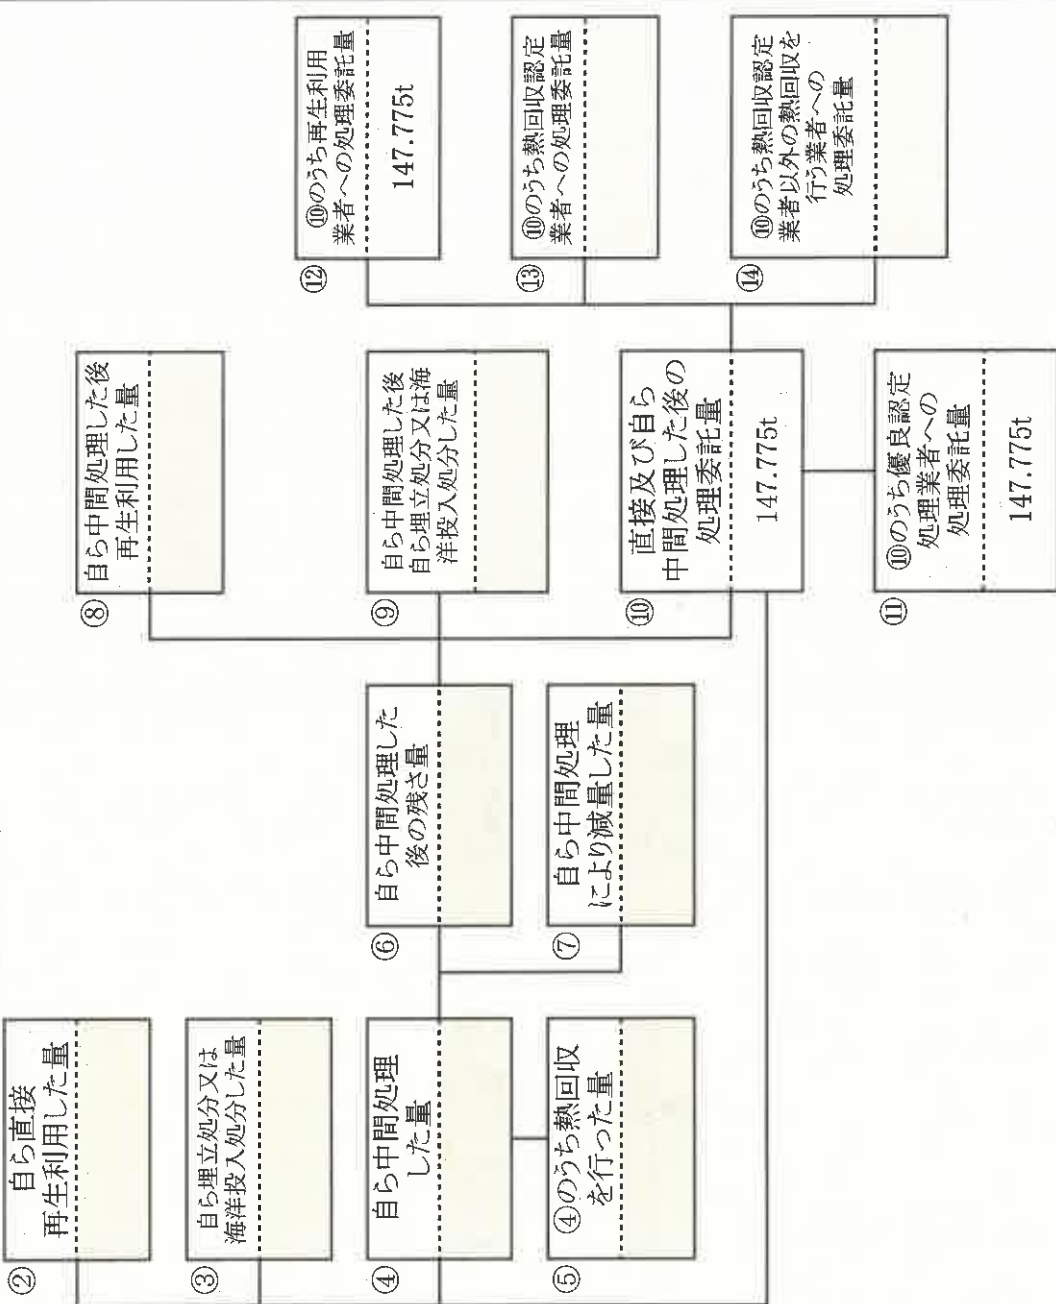 ②
自ら直接
再生利用した量
③
自ら埋立処分又は
海洋投入処分した量
④
自ら中間処理
した量
⑤
④のうち熱回収
を行った量
⑥
自ら中間処理した
後の残さ量
⑦
自ら中間処理
により減量した量
⑧
自ら中間処理した後
再生利用した量
⑨
自ら中間処理した後
自ら埋立処分又は海
洋投入処分した量
⑩
直接及び自ら
中間処理した後の
処理委託量
147.775t
⑪
⑩のうち優良認定
処理業者への
処理委託量
147.775t
⑫
⑩のうち再生利用
業者への処理委託量
147.775t
⑬
⑩のうち熱回収認定
業者への処理委託量
⑭
⑩のうち熱回収認定
業者以外の熱回収を
行う業者への
処理委託量